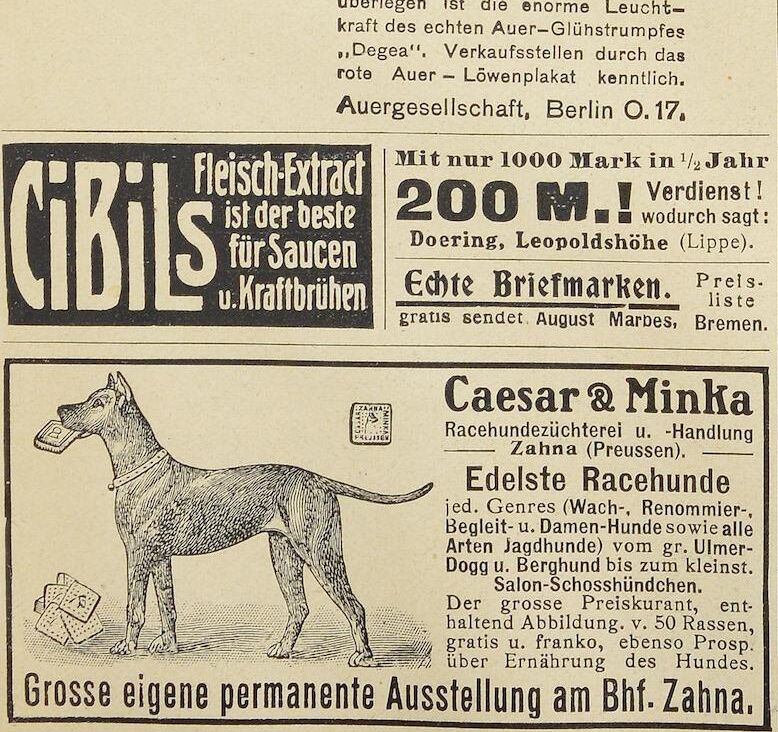 überlegen ist die enorme Leucht-
kraft des echten Auer-Glühstrumpfes
„Degea“. Verkaufsstellen durch das
rote Auer – Löwenplakat kenntlich.
Auergesellschaft, Berlin O. 17.
CiBiLs
Fleisch-Extract
ist der beste
für Saucen
u. Kraftbrühen
Mit nur 1000 Mark in 1/2 Jahr
200 M.! Verdienst!
wodurch sagt:
Doering, Leopoldshöhe (Lippe).
Echte Briefmarken. Preis-
liste
gratis sendet August Marbes, Bremen.
ZAHNA
MINKA
PREUSSEN
Caesar & Minka
Racehundezüchterei u. -Handlung
Zahna (Preussen).
Edelste Racehunde
jed. Genres (Wach-, Renommier-,
Begleit- u. Damen-Hunde sowie alle
Arten Jagdhunde) vom gr. Ulmer-
Dogg u. Berghund bis zum kleinst.
Salon-Schosshündchen.
Der grosse Preiskurant, ent-
haltend Abbildung. v. 50 Rassen,
gratis u. franko, ebenso Prosp.
über Ernährung des Hundes.
Grosse eigene permanente Ausstellung am Bhf. Zahna.